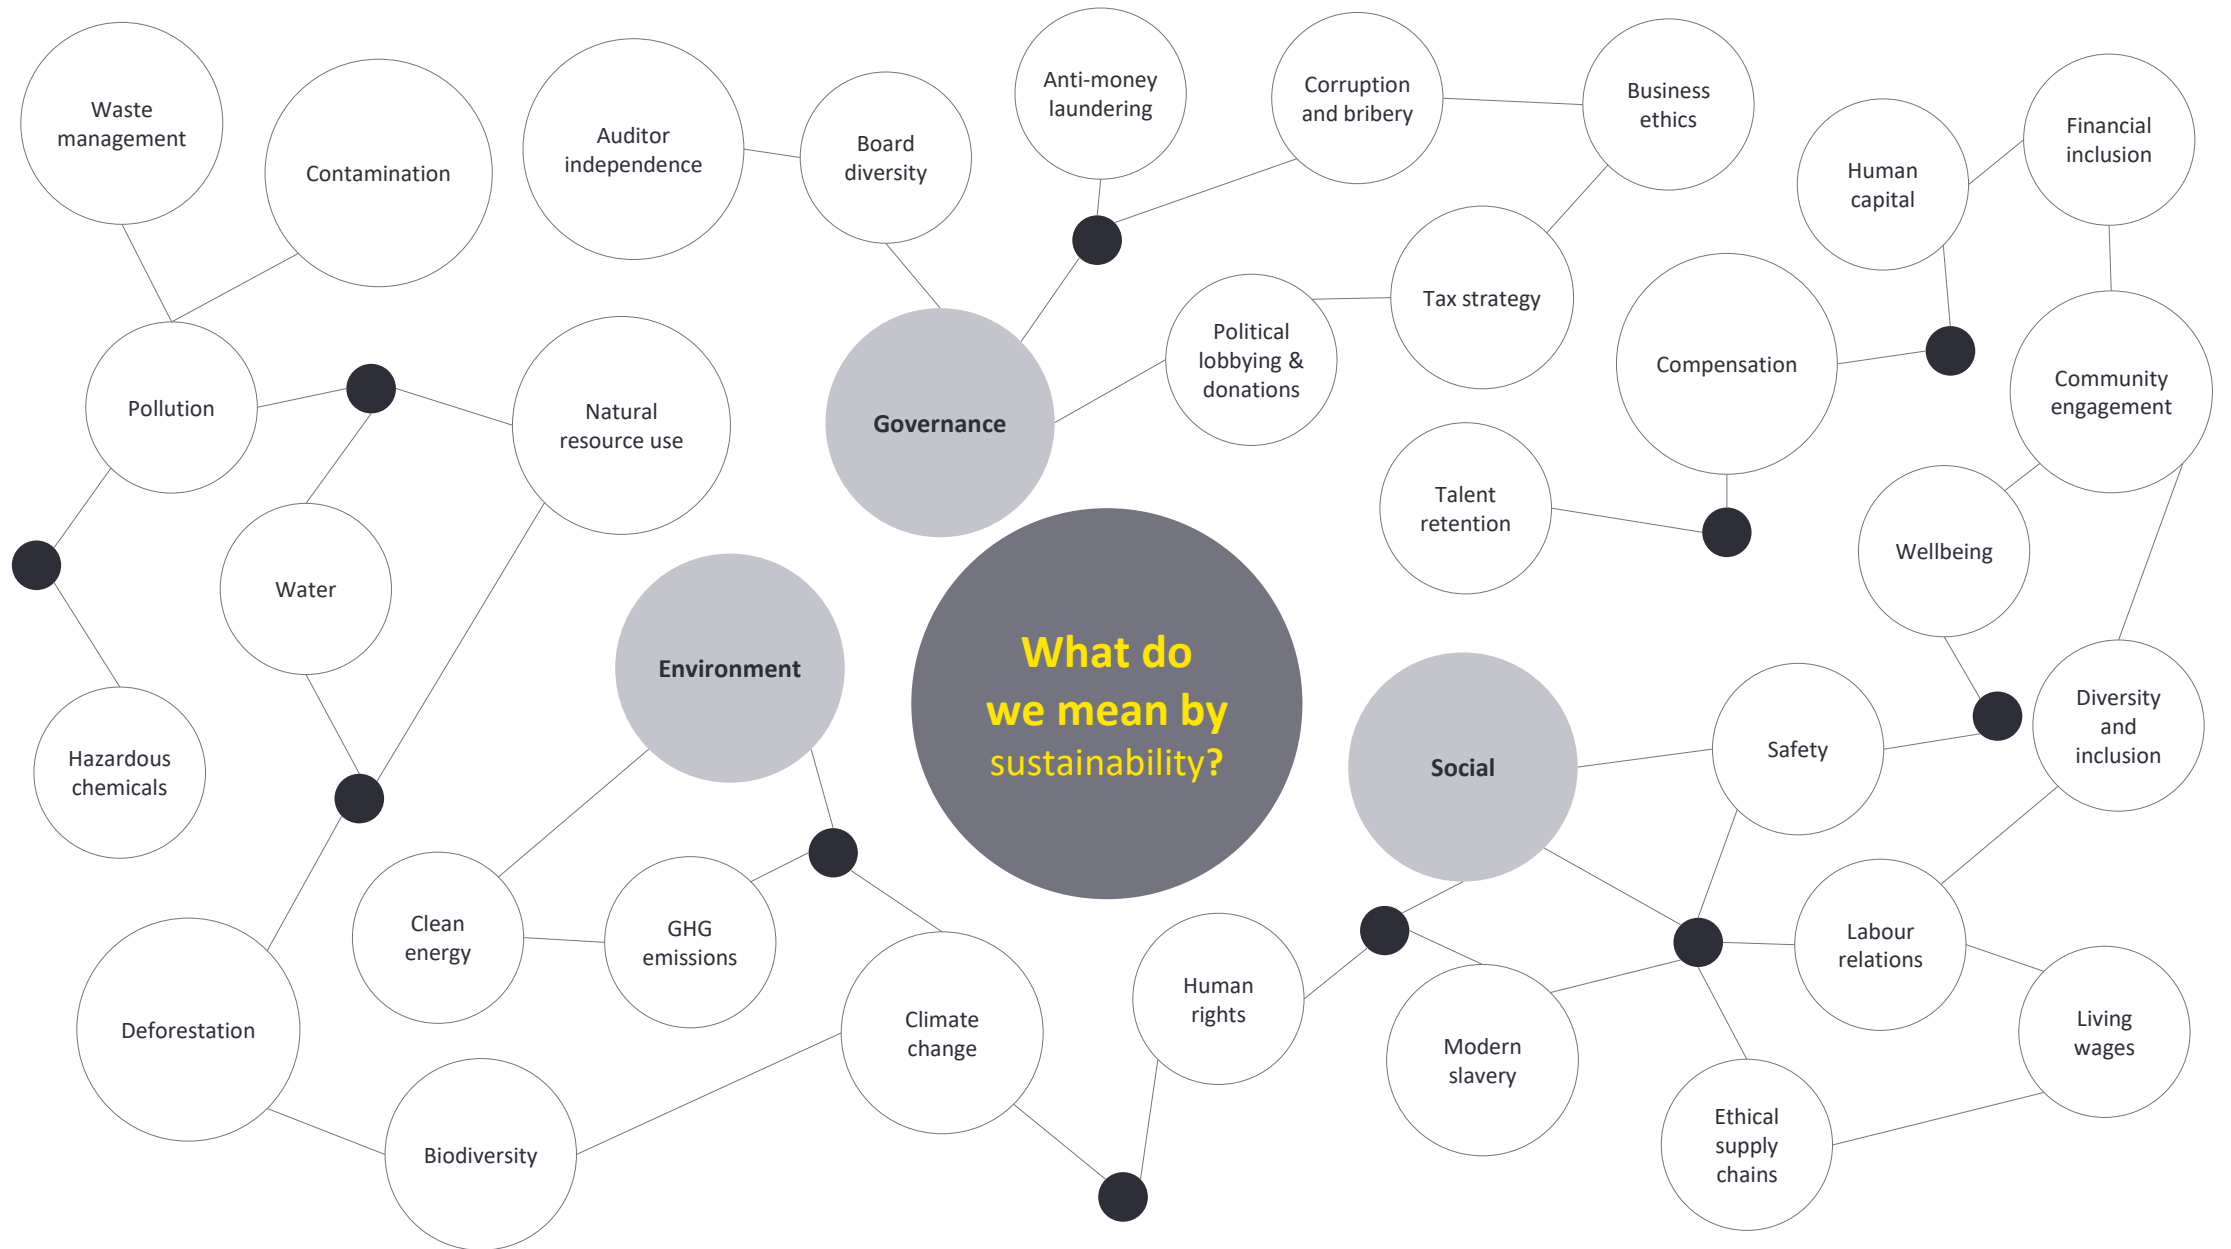 Waste
management
Contamination
Auditor
independence
Board
diversity
Anti-money
laundering
Corruption
and bribery
Business
ethics
Human
capital
Financial
inclusion
Pollution
Natural
resource use
Governance
Political
lobbying &
donations
Tax strategy
Compensation
Community
engagement
Talent
retention
Wellbeing
Water
Environment
What do
we mean by
sustainability?
Social
Safety
Diversity
and
inclusion
Hazardous
chemicals
Clean
energy
GHG
emissions
Deforestation
Biodiversity
Climate
change
Human
rights
Modern
slavery
Labour
relations
Living
wages
Ethical
supply
chains